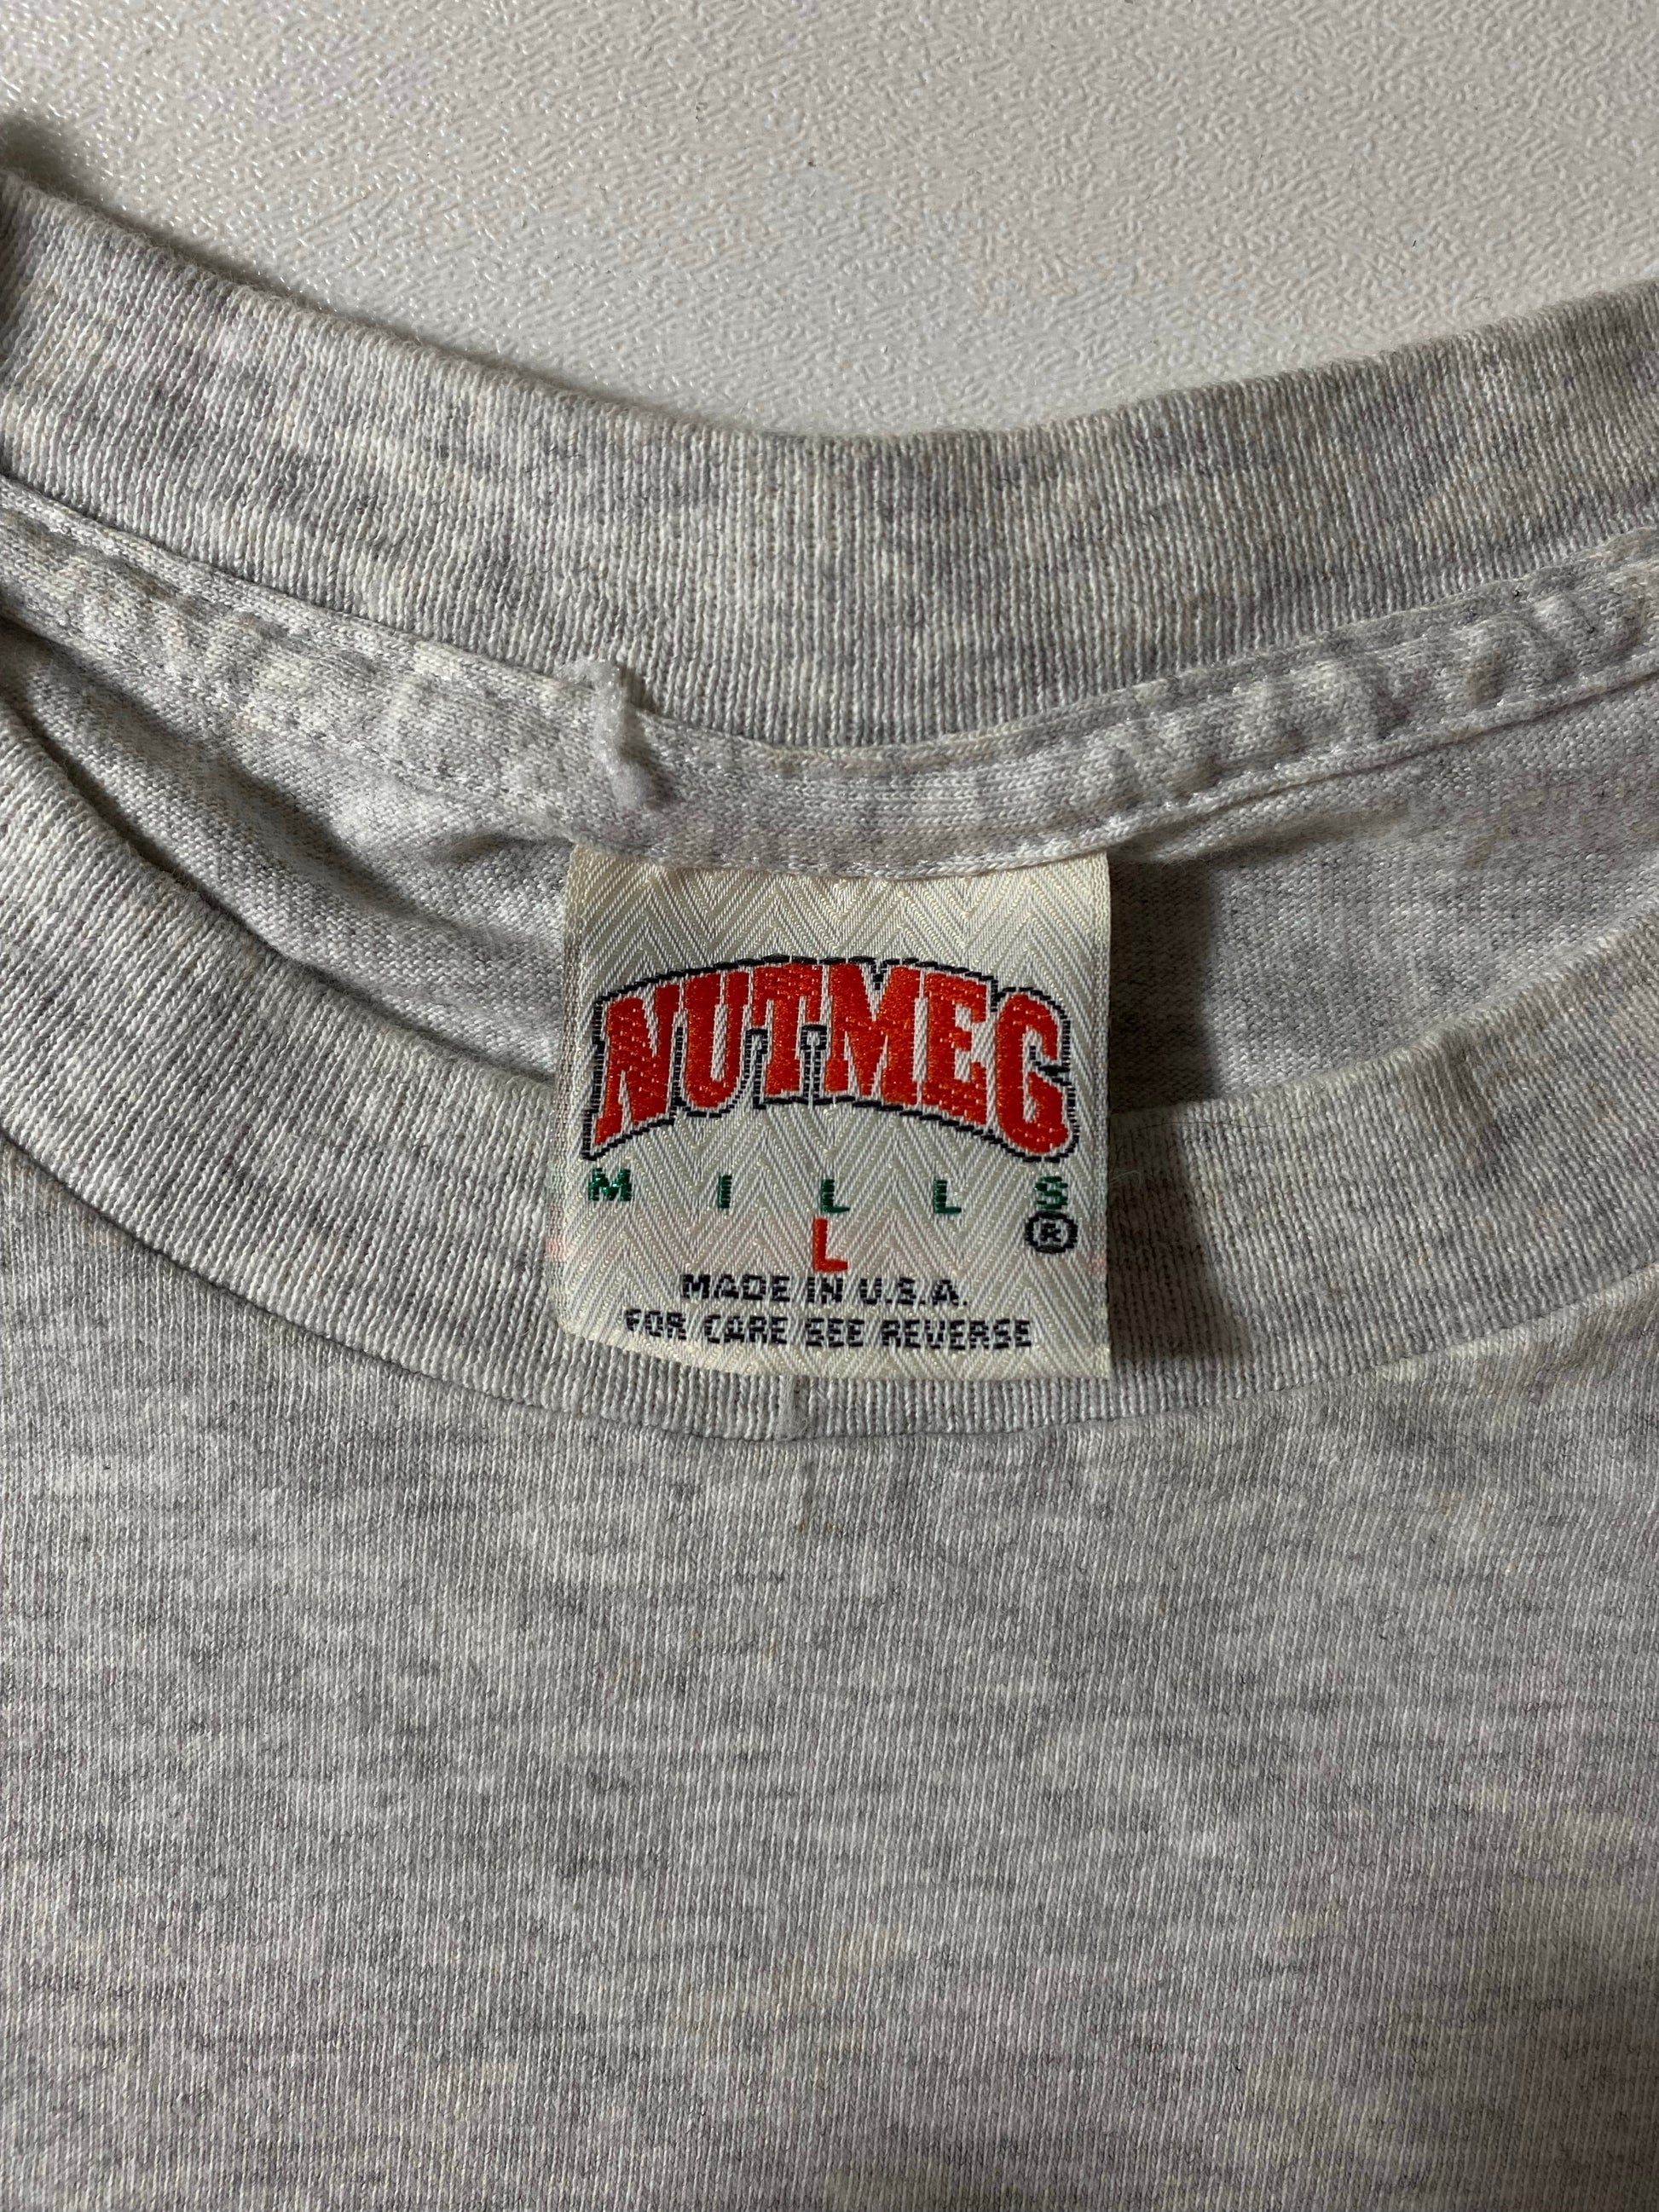 NUTMEG
MILLS
®
L
MADE IN U.S.A.
FOR CARE SEE REVERSE